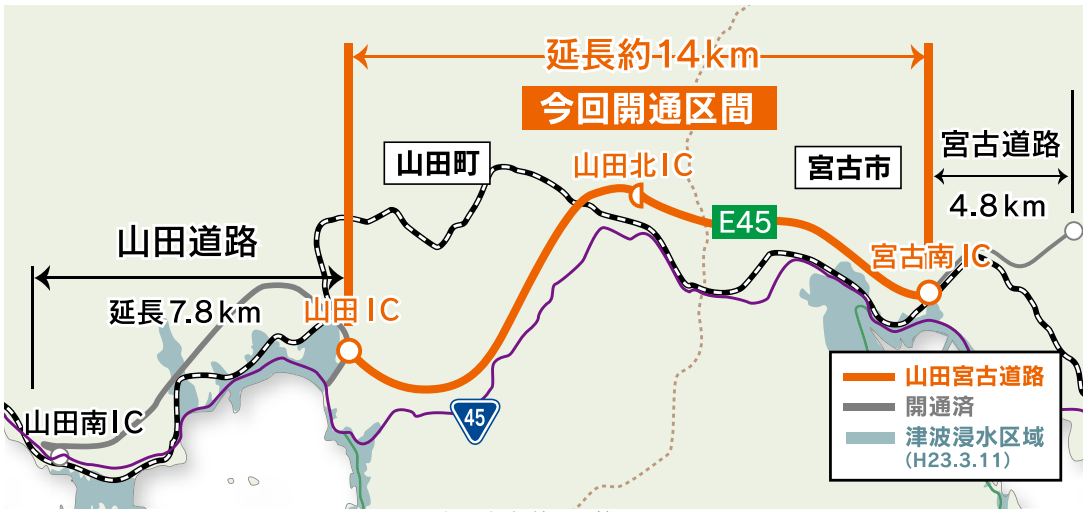 延長約14km
今回開通区間
山田町
山田北IC
宮古市
宮古道路
4.8km
E45
山田道路
延長7.8km
山田IC
宮古南IC
山田南IC
45
山田宮古道路
開通済
津波浸水区域
(H23.3.11)